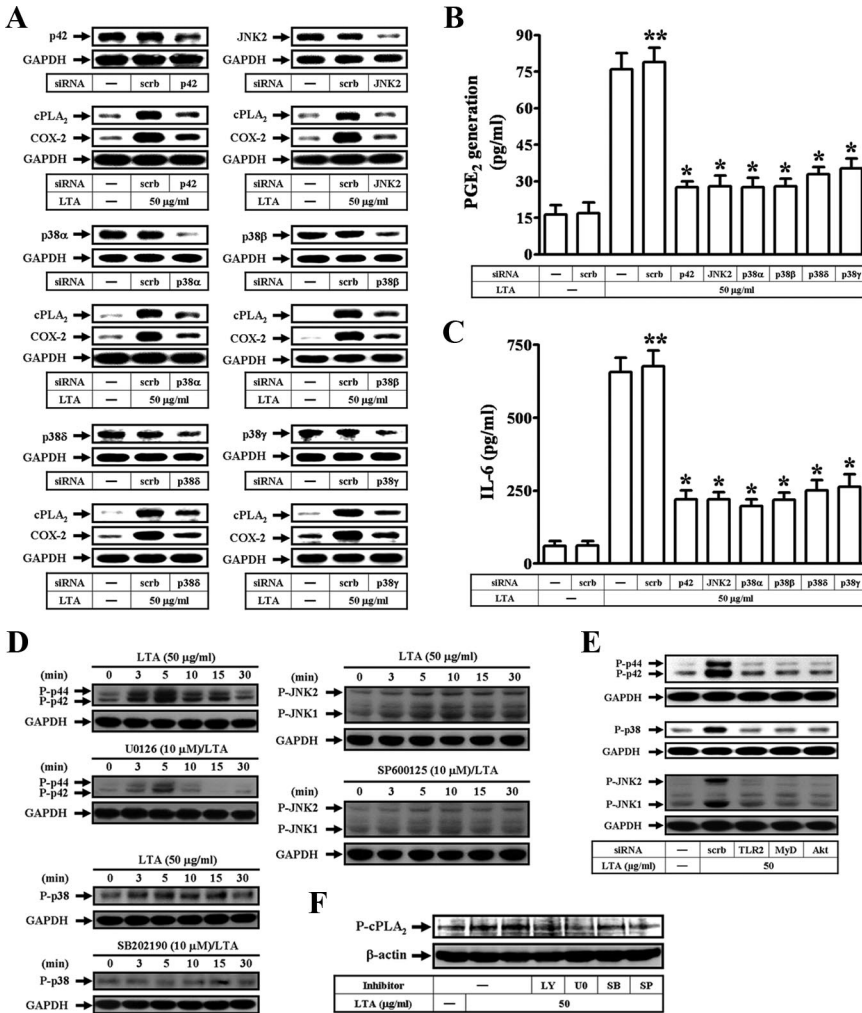 A
p42
GAPDH
siRNA — scrb p42
JNK2
GAPDH
siRNA — scrb JNK2
cPLA2
COX-2
GAPDH
siRNA — scrb p42
LTA 50 µg/ml
cPLA2
COX-2
GAPDH
siRNA — scrb JNK2
LTA 50 µg/ml
p38α
GAPDH
siRNA — scrb p38α
p38β
GAPDH
siRNA — scrb p38β
cPLA2
COX-2
GAPDH
siRNA — scrb p38α
LTA 50 µg/ml
cPLA2
COX-2
GAPDH
siRNA — scrb p38β
LTA 50 µg/ml
p38δ
GAPDH
siRNA — scrb p38δ
p38γ
GAPDH
siRNA — scrb p38γ
cPLA2
COX-2
GAPDH
siRNA — scrb p38δ
LTA 50 µg/ml
cPLA2
COX-2
GAPDH
siRNA — scrb p38γ
LTA 50 µg/ml
B
PGE2 generation
(pg/ml)
90
75
60
45
30
15
0
** * * * * * *
siRNA — scrb — scrb p42 JNK2 p38α p38β p38δ p38γ
LTA — 50 µg/ml
C
IL-6 (pg/ml)
750
500
250
0
** * * * * * *
siRNA — scrb — scrb p42 JNK2 p38α p38β p38δ p38γ
LTA — 50 µg/ml
D
LTA (50 µg/ml)
(min) 0 3 5 10 15 30
P-p44
P-p42
GAPDH
U0126 (10 µM)/LTA
0 3 5 10 15 30
P-p44
P-p42
GAPDH
LTA (50 µg/ml)
(min) 0 3 5 10 15 30
P-p38
GAPDH
SB202190 (10 µM)/LTA
(min) 0 3 5 10 15 30
P-p38
GAPDH
LTA (50 µg/ml)
(min) 0 3 5 10 15 30
P-JNK2
P-JNK1
GAPDH
SP600125 (10 µM)/LTA
(min) 0 3 5 10 15 30
P-JNK2
P-JNK1
GAPDH
E
P-p44
P-p42
GAPDH
P-p38
GAPDH
P-JNK2
P-JNK1
GAPDH
siRNA — scrb TLR2 MyD Akt
LTA (µg/ml) — 50
F
P-cPLA2
β-actin
Inhibitor — LY U0 SB SP
LTA (µg/ml) — 50